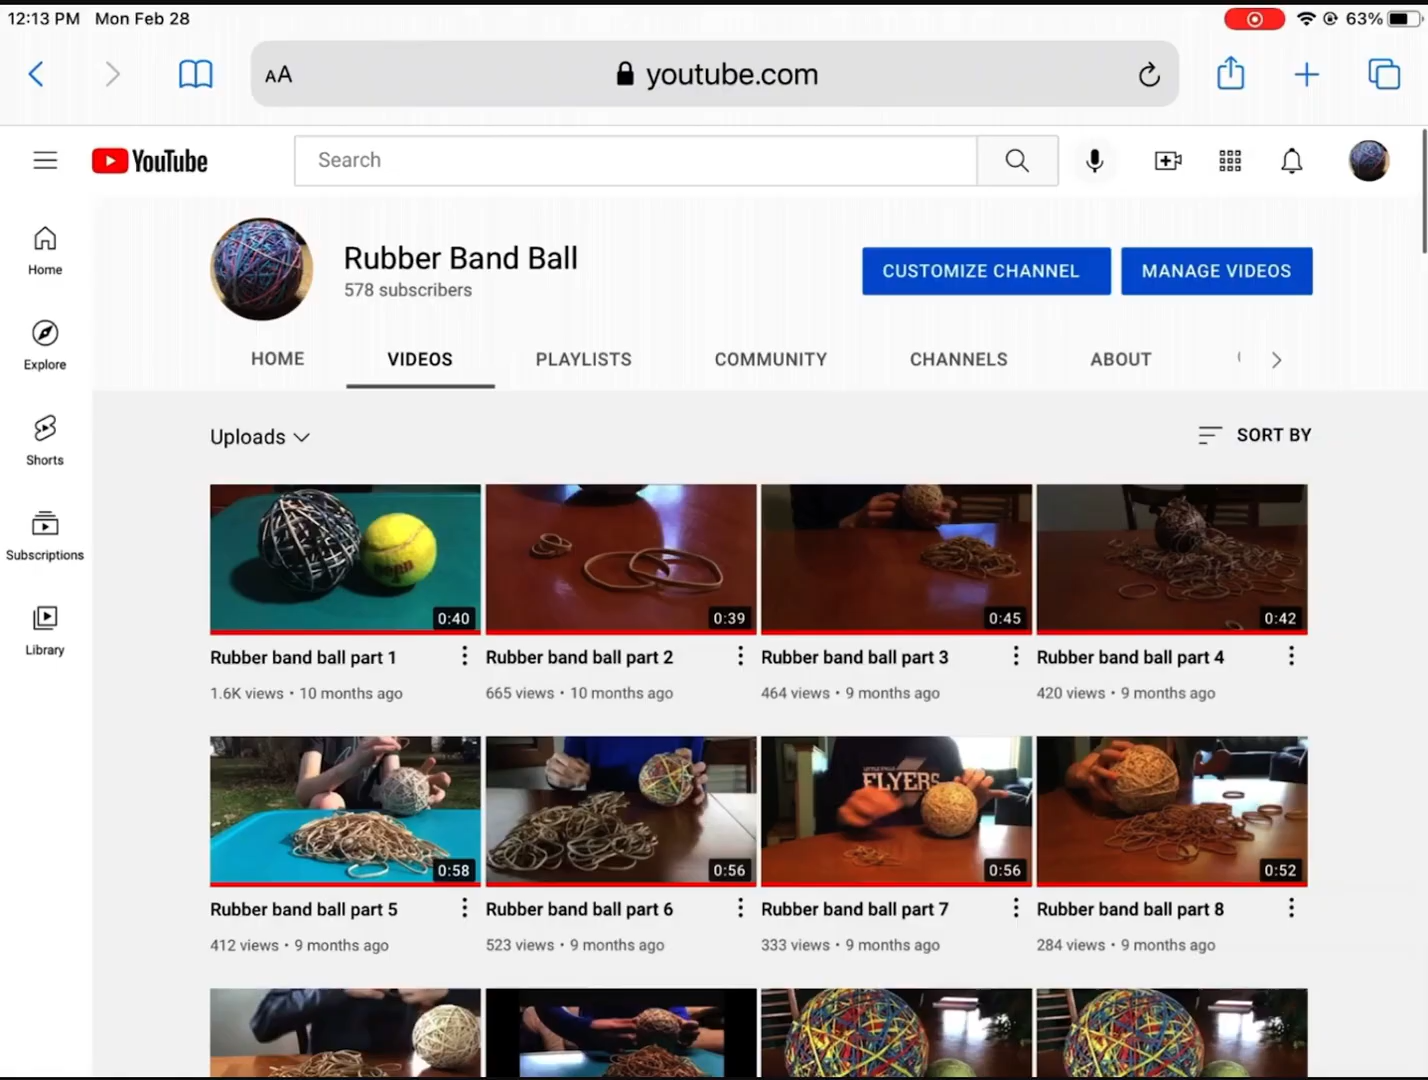 12:13 PM Mon Feb 28
63%
AA
youtube.com
YouTube
Search
Home
Explore
Shorts
Subscriptions
Library
Rubber Band Ball
578 subscribers
CUSTOMIZE CHANNEL
MANAGE VIDEOS
HOME VIDEOS PLAYLISTS COMMUNITY CHANNELS ABOUT
Uploads
SORT BY
Penn
0:40
0:39
0:45
0:42
Rubber band ball part 1
1.6K views • 10 months ago
Rubber band ball part 2
665 views • 10 months ago
Rubber band ball part 3
464 views • 9 months ago
Rubber band ball part 4
420 views • 9 months ago
FLYERS
0:58
0:56
0:56
0:52
Rubber band ball part 5
412 views • 9 months ago
Rubber band ball part 6
523 views • 9 months ago
Rubber band ball part 7
333 views • 9 months ago
Rubber band ball part 8
284 views • 9 months ago